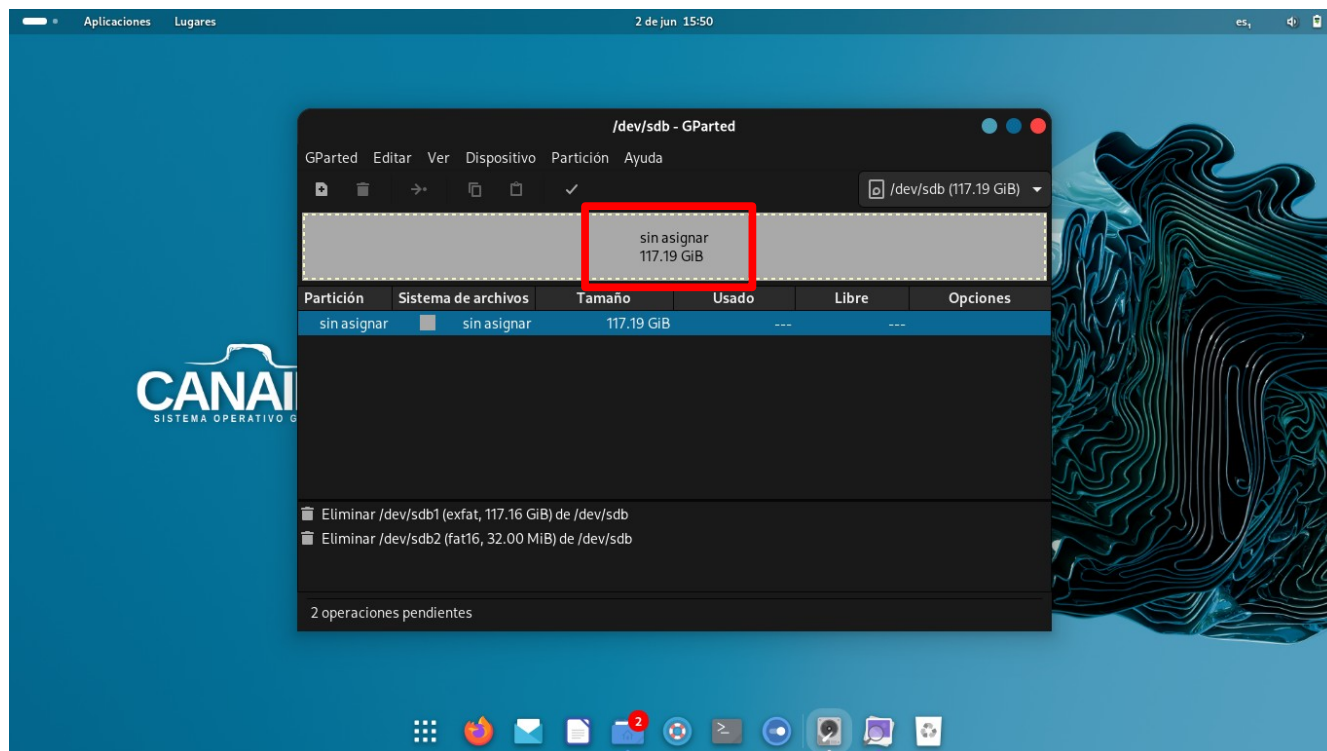 Aplicaciones Lugares 2 de jun 15:50 es₁
/dev/sdb - GParted
GParted Editar Ver Dispositivo Partición Ayuda
/dev/sdb (117.19 GiB)
sin asignar
117.19 GiB
Partición Sistema de archivos Tamaño Usado Libre Opciones
sin asignar sin asignar 117.19 GiB --- ---
CANAI
SISTEMA OPERATIVO G
Eliminar /dev/sdb1 (exfat, 117.16 GiB) de /dev/sdb
Eliminar /dev/sdb2 (fat16, 32.00 MiB) de /dev/sdb
2 operaciones pendientes
2